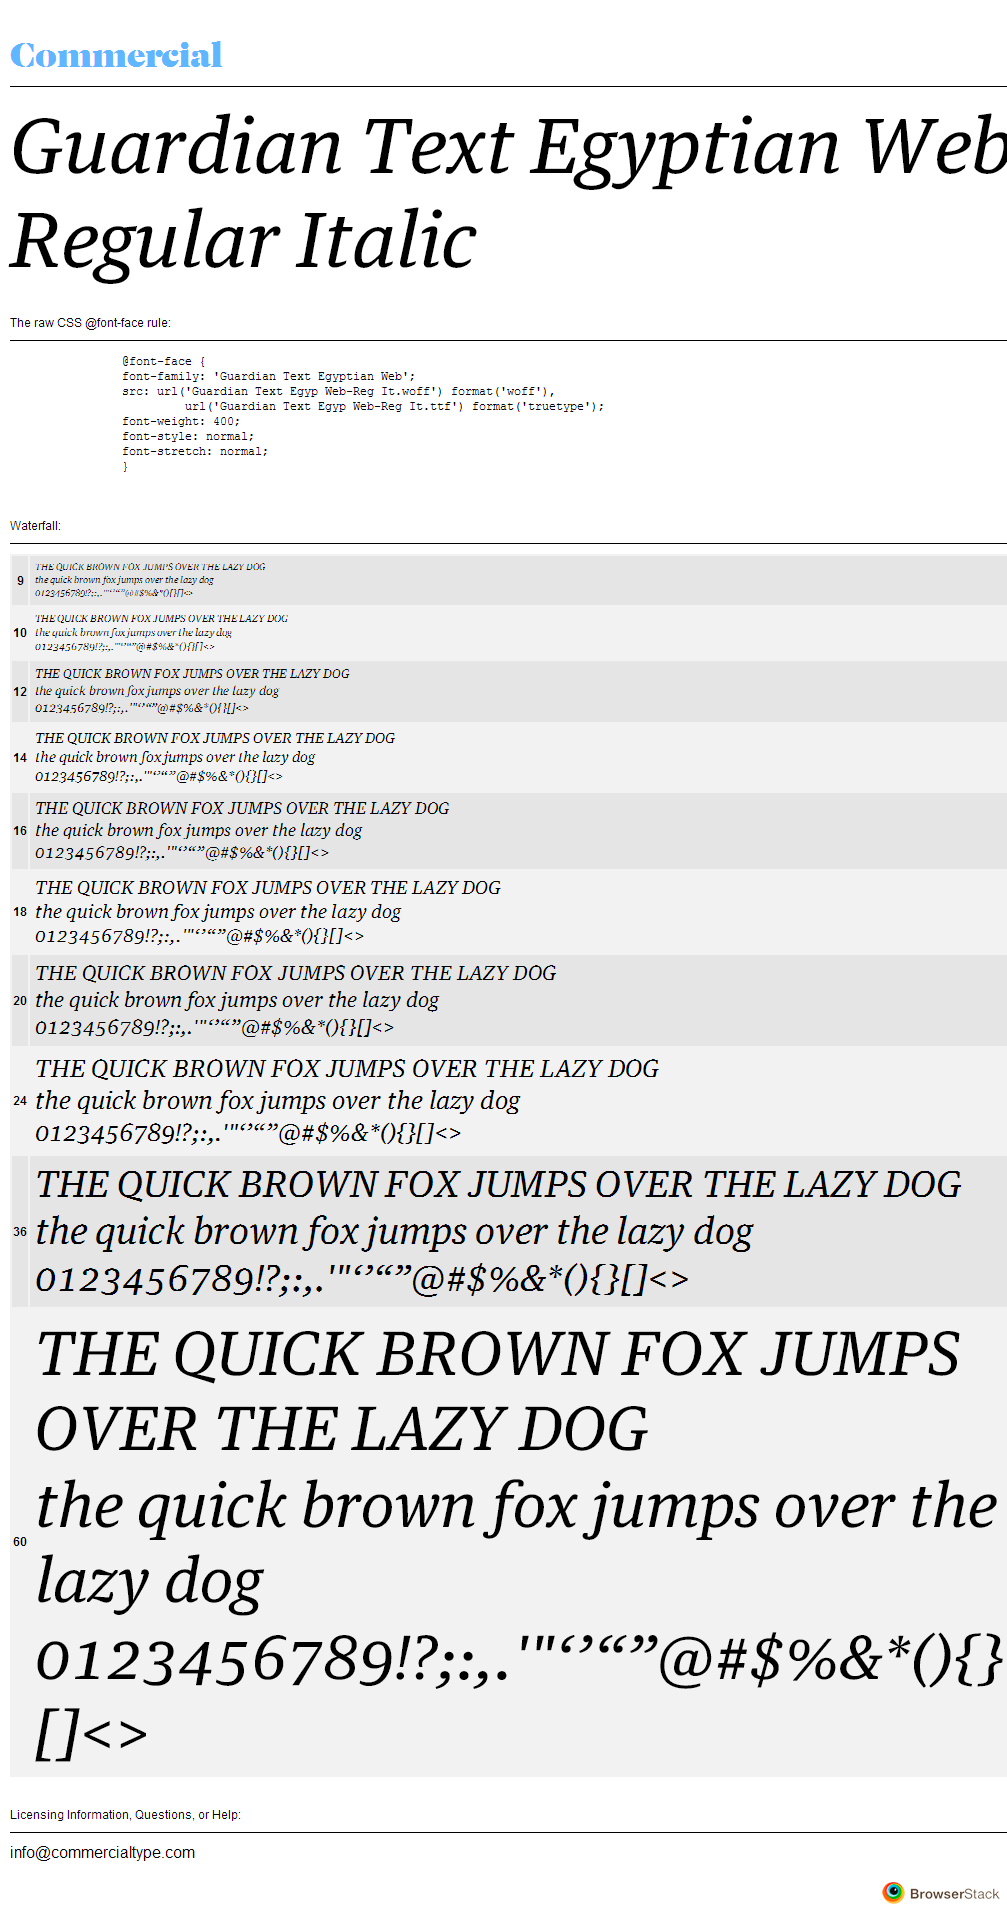 Commercial
Guardian Text Egyptian Web
Regular Italic
The raw CSS @font-face rule:
@font-face {
font-family: 'Guardian Text Egyptian Web';
src: url('Guardian Text Egyp Web-Reg It.woff') format('woff'),
url('Guardian Text Egyp Web-Reg It.ttf') format('truetype');
font-weight: 400;
font-style: normal;
font-stretch: normal;
}
Waterfall:
THE QUICK BROWN FOX JUMPS OVER THE LAZY DOG
9 the quick brown fox jumps over the lazy dog
0123456789!?;:,.'"‘’“”@#$%&*(){}[]<>
THE QUICK BROWN FOX JUMPS OVER THE LAZY DOG
10 the quick brown fox jumps over the lazy dog
0123456789!?;:,.'"‘’“”@#$%&*(){}[]<>
THE QUICK BROWN FOX JUMPS OVER THE LAZY DOG
12 the quick brown fox jumps over the lazy dog
0123456789!?;:,.'"‘’“”@#$%&*(){}[]<>
THE QUICK BROWN FOX JUMPS OVER THE LAZY DOG
14 the quick brown fox jumps over the lazy dog
0123456789!?;:,.'"‘’“”@#$%&*(){}[]<>
THE QUICK BROWN FOX JUMPS OVER THE LAZY DOG
16 the quick brown fox jumps over the lazy dog
0123456789!?;:,.'"‘’“”@#$%&*(){}[]<>
THE QUICK BROWN FOX JUMPS OVER THE LAZY DOG
18 the quick brown fox jumps over the lazy dog
0123456789!?;:,.'"‘’“”@#$%&*(){}[]<>
THE QUICK BROWN FOX JUMPS OVER THE LAZY DOG
20 the quick brown fox jumps over the lazy dog
0123456789!?;:,.'"‘’“”@#$%&*(){}[]<>
THE QUICK BROWN FOX JUMPS OVER THE LAZY DOG
24 the quick brown fox jumps over the lazy dog
0123456789!?;:,.'"‘’“”@#$%&*(){}[]<>
THE QUICK BROWN FOX JUMPS OVER THE LAZY DOG
36 the quick brown fox jumps over the lazy dog
0123456789!?;:,.'"‘’“”@#$%&*(){}[]<>
THE QUICK BROWN FOX JUMPS
OVER THE LAZY DOG
the quick brown fox jumps over the
60
lazy dog
0123456789!?;:,.'"‘’“”@#$%&*(){}
[]<>
Licensing Information, Questions, or Help:
info@commercialtype.com
BrowserStack